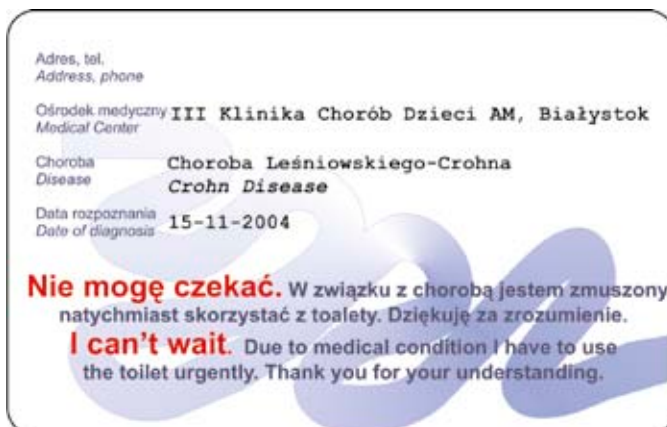 Adres, tel.
Address, phone
Ośrodek medyczny III Klinika Chorób Dzieci AM, Białystok
Medical Center
Choroba Choroba Leśniowskiego-Crohna
Disease Crohn Disease
Data rozpoznania 15-11-2004
Date of diagnosis
Nie mogę czekać. W związku z chorobą jestem zmuszony
natychmiast skorzystać z toalety. Dziękuję za zrozumienie.
I can't wait. Due to medical condition I have to use
the toilet urgently. Thank you for your understanding.